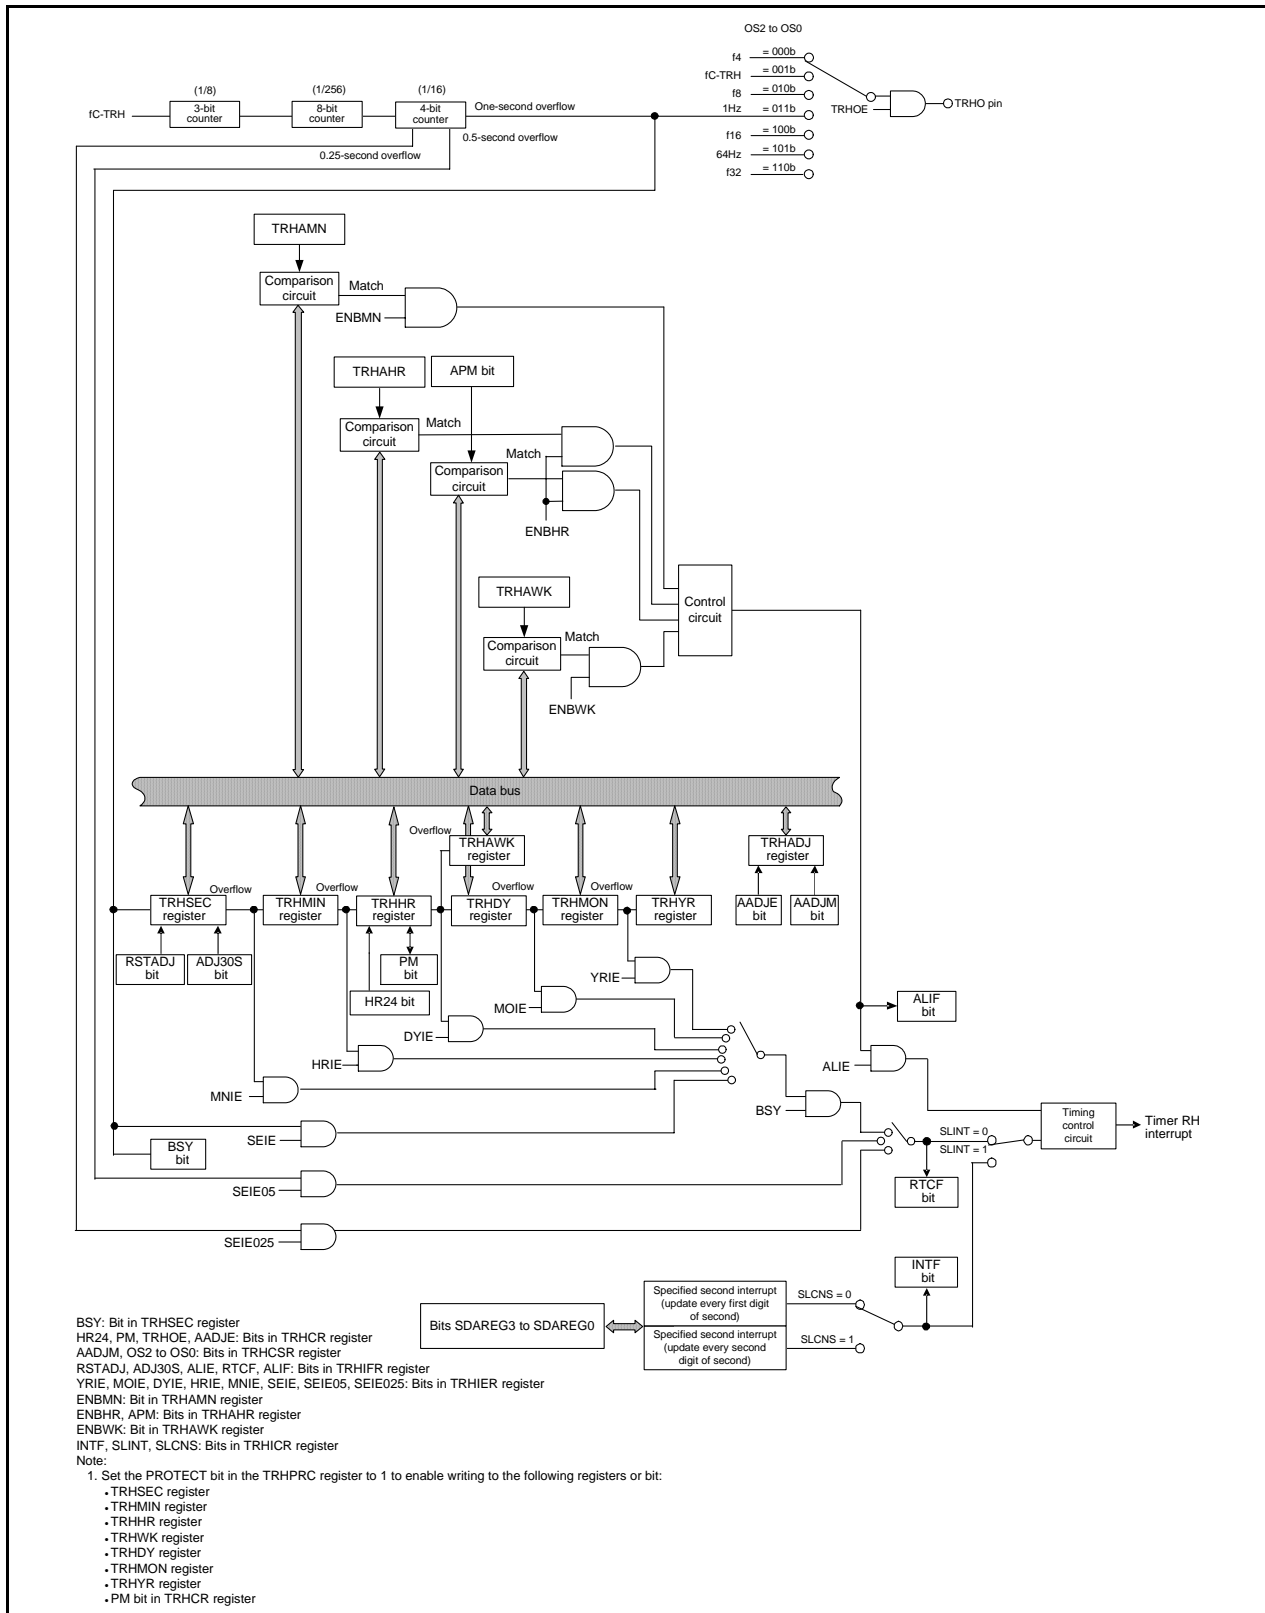 OS2 to OS0
f4 = 000b
fC-TRH = 001b
f8 = 010b
1Hz = 011b
f16 = 100b
64Hz = 101b
f32 = 110b
TRHOE
TRHO pin
(1/8)
(1/256)
(1/16)
fC-TRH
3-bit
counter
8-bit
counter
4-bit
counter
One-second overflow
0.5-second overflow
0.25-second overflow
TRHAMN
Comparison
circuit
Match
ENBMN
TRHAHR
APM bit
Comparison
circuit
Match
Comparison
circuit
Match
ENBHR
TRHAWK
Comparison
circuit
Match
ENBWK
Control
circuit
Data bus
Overflow
TRHAWK
register
TRHADJ
register
TRHSEC
register
Overflow
TRHMIN
register
Overflow
TRHHR
register
TRHDY
register
Overflow
TRHMON
register
Overflow
TRHYR
register
AADJE
bit
AADJM
bit
RSTADJ
bit
ADJ30S
bit
PM
bit
HR24 bit
YRIE
MOIE
DYIE
HRIE
MNIE
SEIE
BSY
bit
SEIE05
SEIE025
BSY
ALIF
bit
ALIE
SLINT = 0
SLINT = 1
RTCF
bit
Timing
control
circuit
Timer RH
interrupt
INTF
bit
Bits SDAREG3 to SDAREG0
Specified second interrupt
(update every first digit
of second)
SLCNS = 0
Specified second interrupt
(update every second
digit of second)
SLCNS = 1
BSY: Bit in TRHSEC register
HR24, PM, TRHOE, AADJE: Bits in TRHCR register
AADJM, OS2 to OS0: Bits in TRHCSR register
RSTADJ, ADJ30S, ALIE, RTCF, ALIF: Bits in TRHIFR register
YRIE, MOIE, DYIE, HRIE, MNIE, SEIE, SEIE05, SEIE025: Bits in TRHIER register
ENBMN: Bit in TRHAMN register
ENBHR, APM: Bits in TRHAHR register
ENBWK: Bit in TRHAWK register
INTF, SLINT, SLCNS: Bits in TRHICR register
Note:
1. Set the PROTECT bit in the TRHPRC register to 1 to enable writing to the following registers or bit:
• TRHSEC register
• TRHMIN register
• TRHHR register
• TRHWK register
• TRHDY register
• TRHMON register
• TRHYR register
• PM bit in TRHCR register